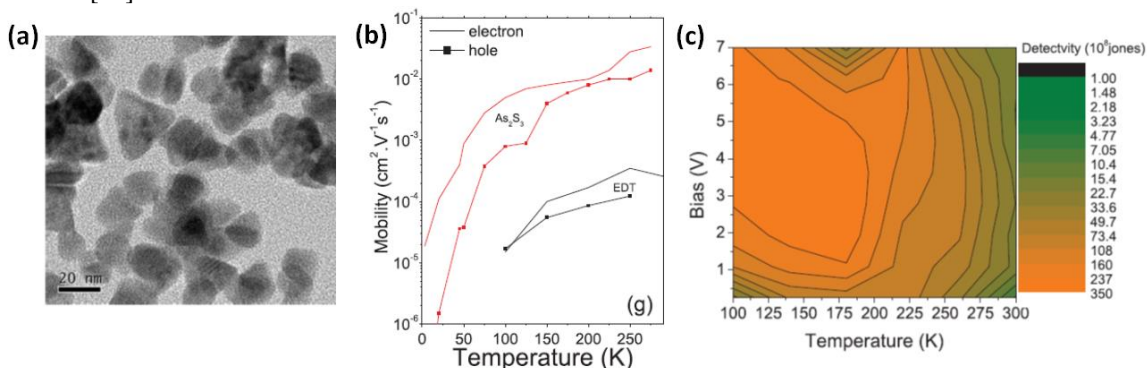 (a)
20 nm
(b)
Mobility (cm².V⁻¹s⁻¹)
10⁻¹
10⁻²
10⁻³
10⁻⁴
10⁻⁵
10⁻⁶
electron
hole
As₂S₃
EDT
(g)
0 50 100 150 200 250
Temperature (K)
(c)
Bias (V)
7
6
5
4
3
2
1
100 125 150 175 200 225 250 275 300
Temperature (K)
Detectvity (10⁸jones)
1.00
1.48
2.18
3.23
4.77
7.05
10.4
15.4
22.7
33.6
49.7
73.4
108
160
237
350